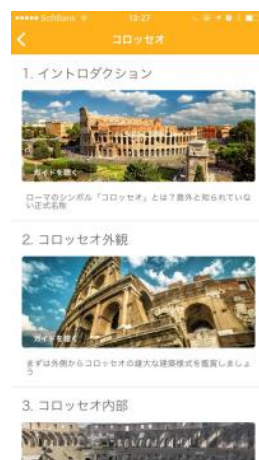 SoftBank 13:27
コロッセオ
1. イントロダクション
ガイドを聴く
ローマのシンボル「コロッセオ」とは？意外と知られていな
い正式名称
2. コロッセオ外観
ガイドを聴く
まずは外側からコロッセオの雄大な建築様式を鑑賞しましょ
う
3. コロッセオ内部